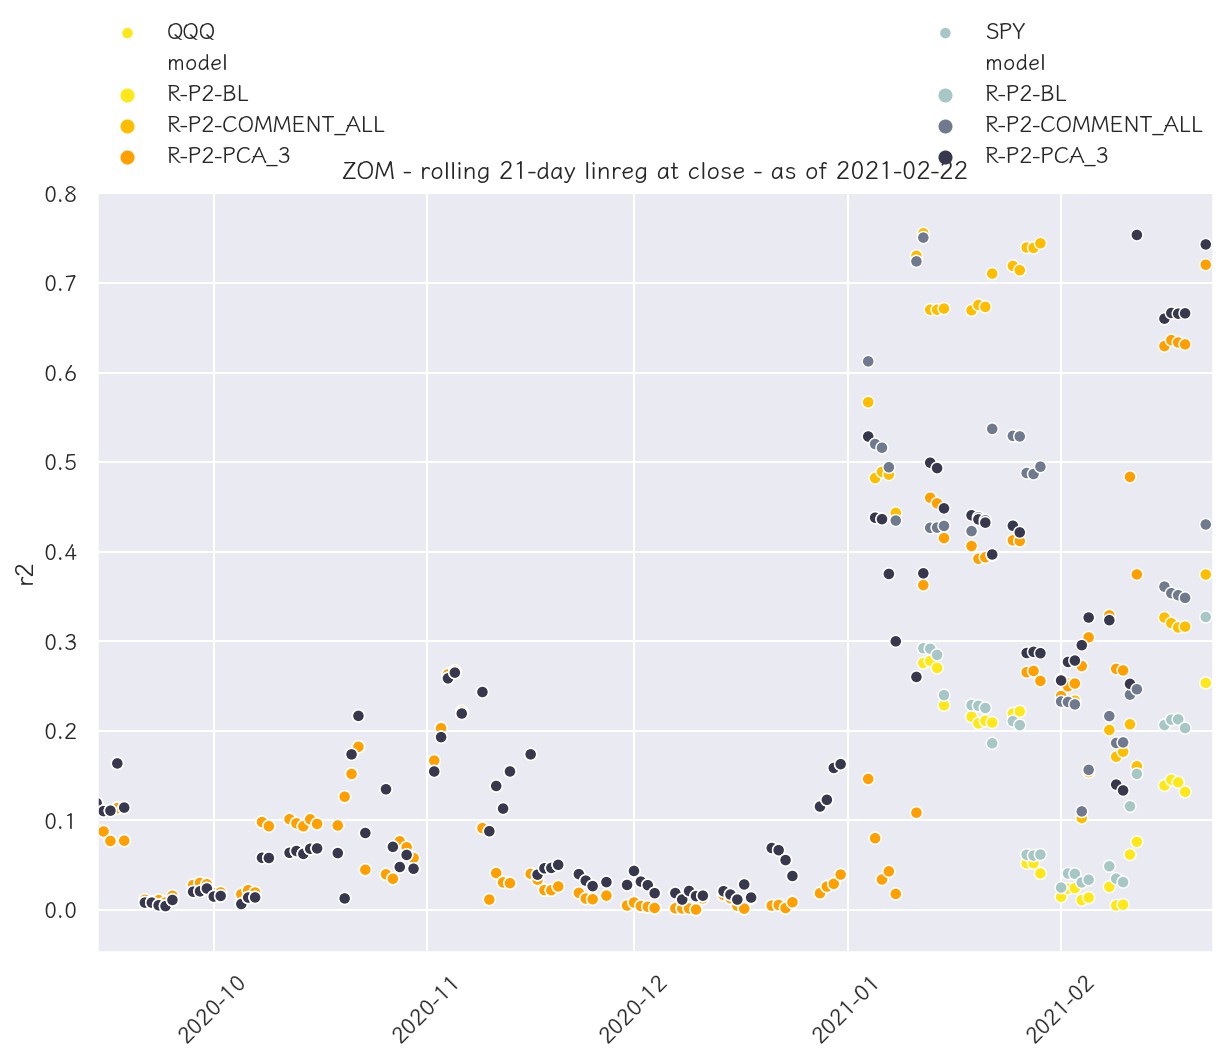 QQQ
model
R-P2-BL
R-P2-COMMENT_ALL
R-P2-PCA_3
SPY
model
R-P2-BL
R-P2-COMMENT_ALL
R-P2-PCA_3
ZOM - rolling 21-day linreg at close - as of 2021-02-22
0.8
0.7
0.6
0.5
0.4
0.3
0.2
0.1
0.0
r2
2020-10
2020-11
2020-12
2021-01
2021-02